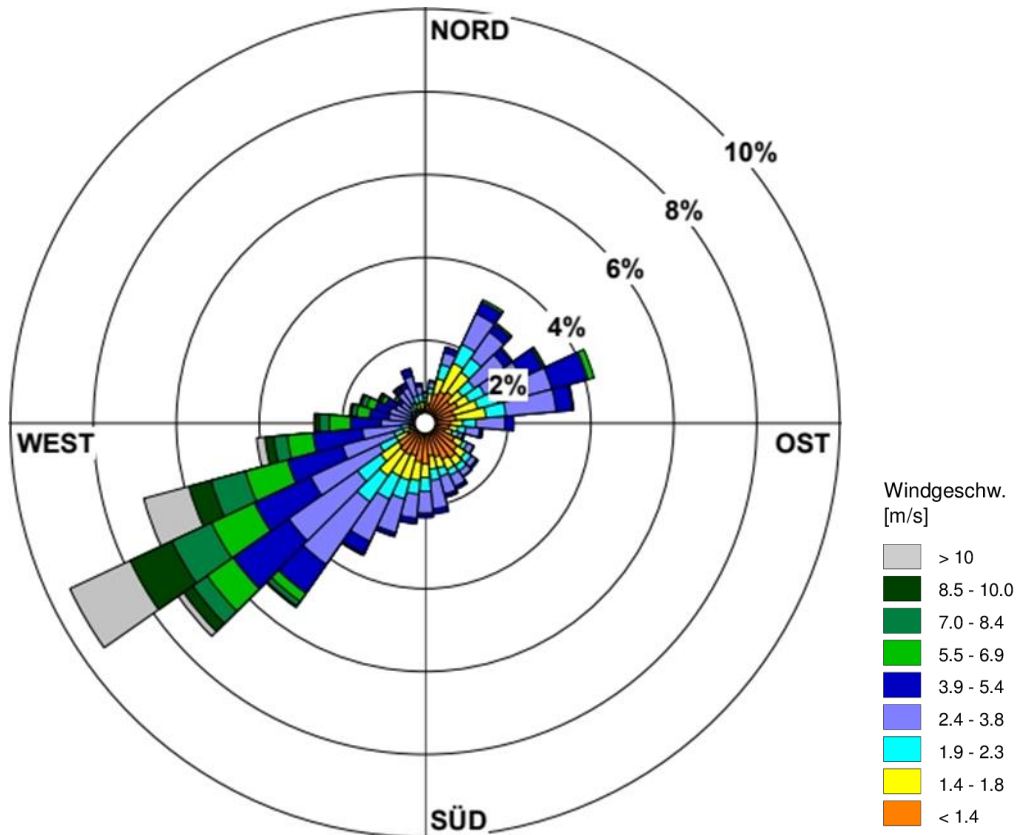 NORD
10%
8%
6%
4%
2%
WEST
OST
SÜD
Windgeschw.
[m/s]
> 10
8.5 - 10.0
7.0 - 8.4
5.5 - 6.9
3.9 - 5.4
2.4 - 3.8
1.9 - 2.3
1.4 - 1.8
< 1.4